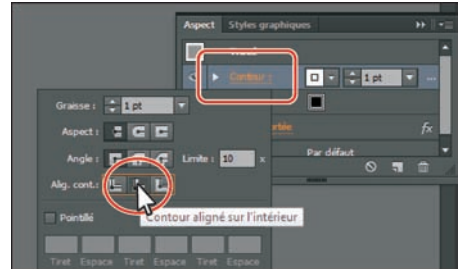 Aspect Styles graphiques
Tracé
Contour :
1 pt
Graisse : 1 pt
Aspect :
fx
Angle : Limite : 10 x
Par défaut
Alig. cont. :
Contour aligné sur l'intérieur
Pointillé
Tiret Espace Tiret Espace Tiret Espace